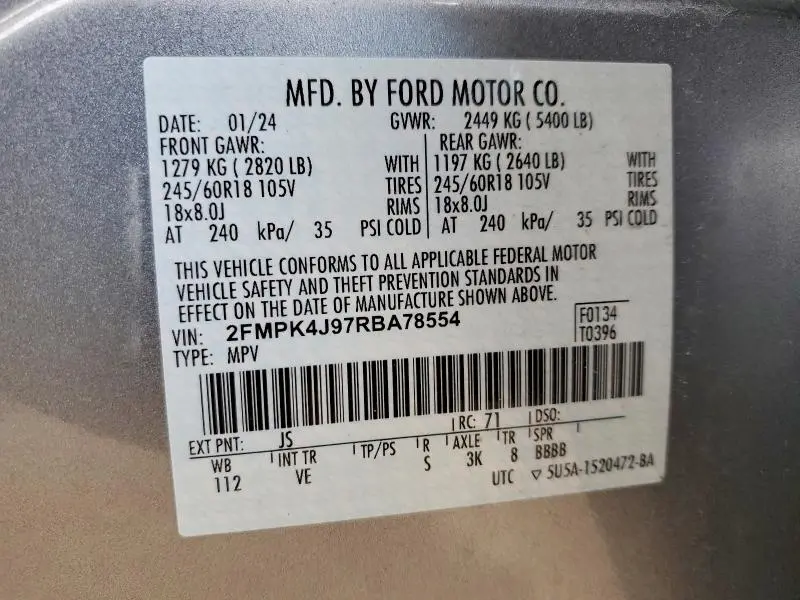 MFD. BY FORD MOTOR CO.
DATE: 01/24 GVWR: 2449 KG ( 5400 LB)
FRONT GAWR: REAR GAWR:
1279 KG ( 2820 LB) WITH 1197 KG ( 2640 LB) WITH
245/60R18 105V TIRES 245/60R18 105V TIRES
18x8.0J RIMS 18x8.0J RIMS
AT 240 kPa/ 35 PSI COLD AT 240 kPa/ 35 PSI COLD
THIS VEHICLE CONFORMS TO ALL APPLICABLE FEDERAL MOTOR
VEHICLE SAFETY AND THEFT PREVENTION STANDARDS IN
EFFECT ON THE DATE OF MANUFACTURE SHOWN ABOVE.
VIN: 2FMPK4J97RBA78554 F0134
TYPE: MPV T0396
EXT PNT: JS RC: 71 DSO:
WB INT TR TP/PS R AXLE TR SPR
112 VE S 3K 8 BBBB
UTC ▽ 5U5A-1520472-BA